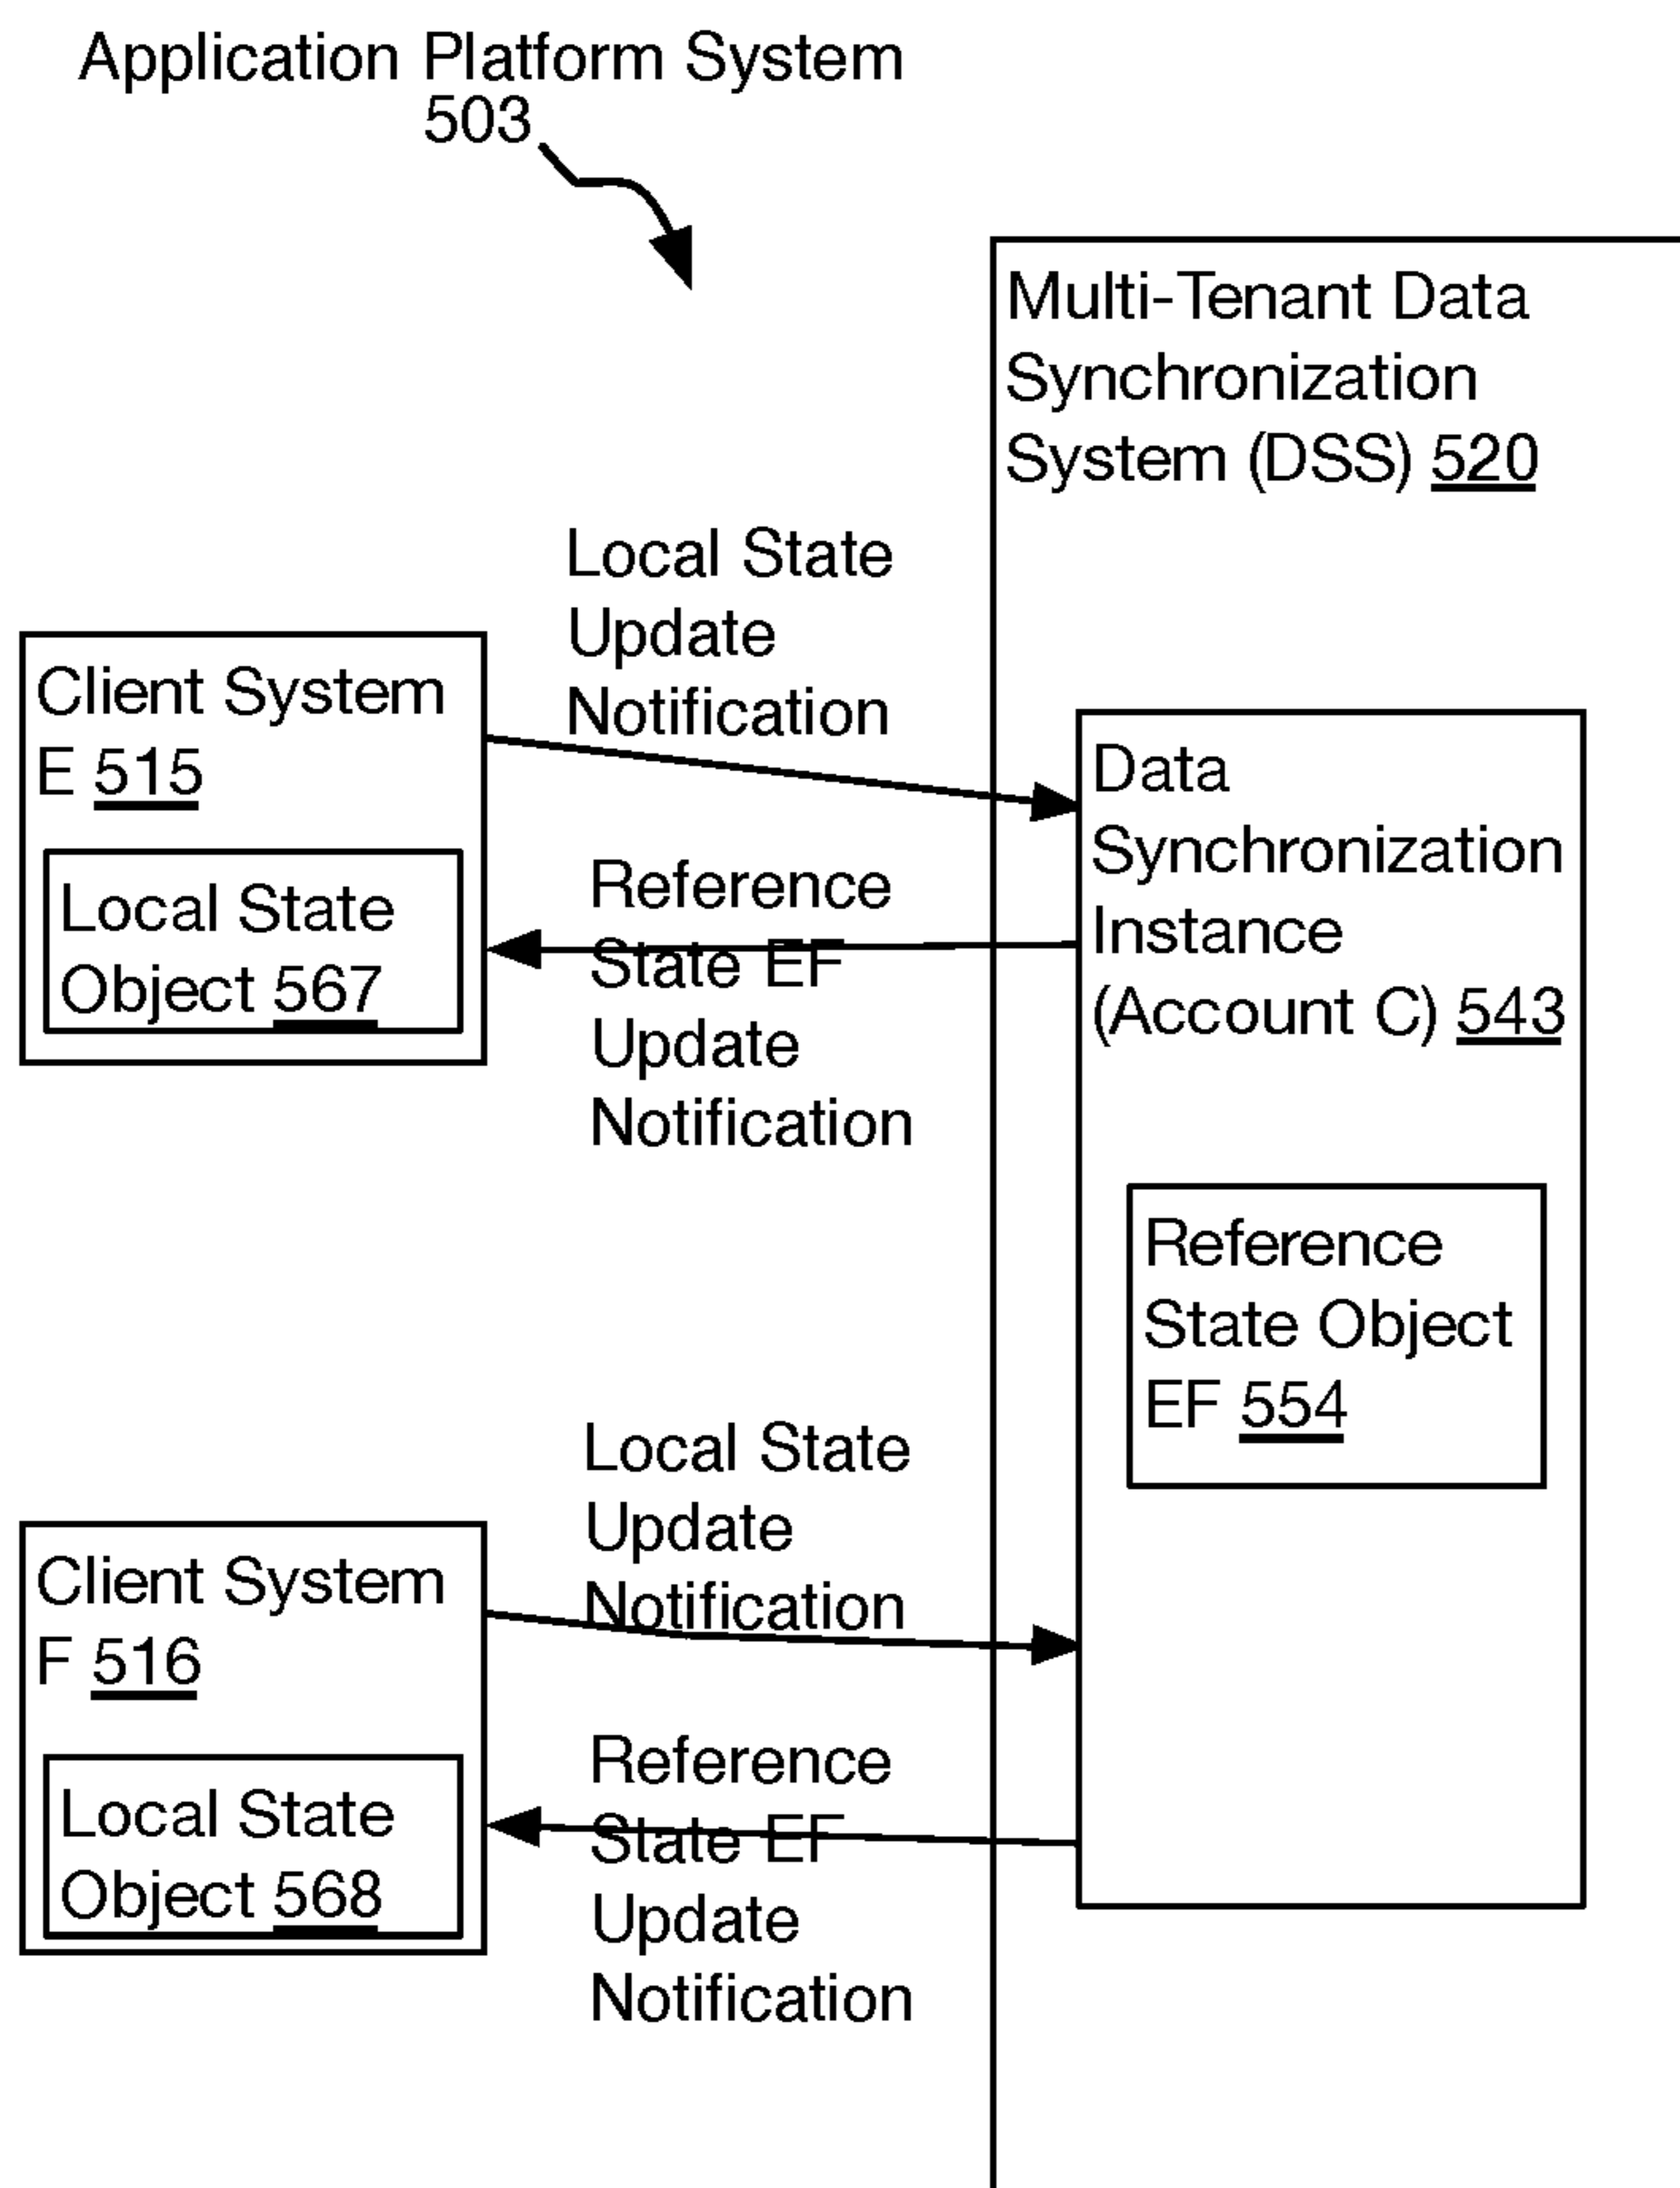 Application Platform System
503
Multi-Tenant Data
Synchronization
System (DSS) 520
Local State
Update
Notification
Client System
E 515
Local State
Object 567
Reference
State EF
Update
Notification
Data
Synchronization
Instance
(Account C) 543
Reference
State Object
EF 554
Local State
Update
Notification
Client System
F 516
Local State
Object 568
Reference
State EF
Update
Notification